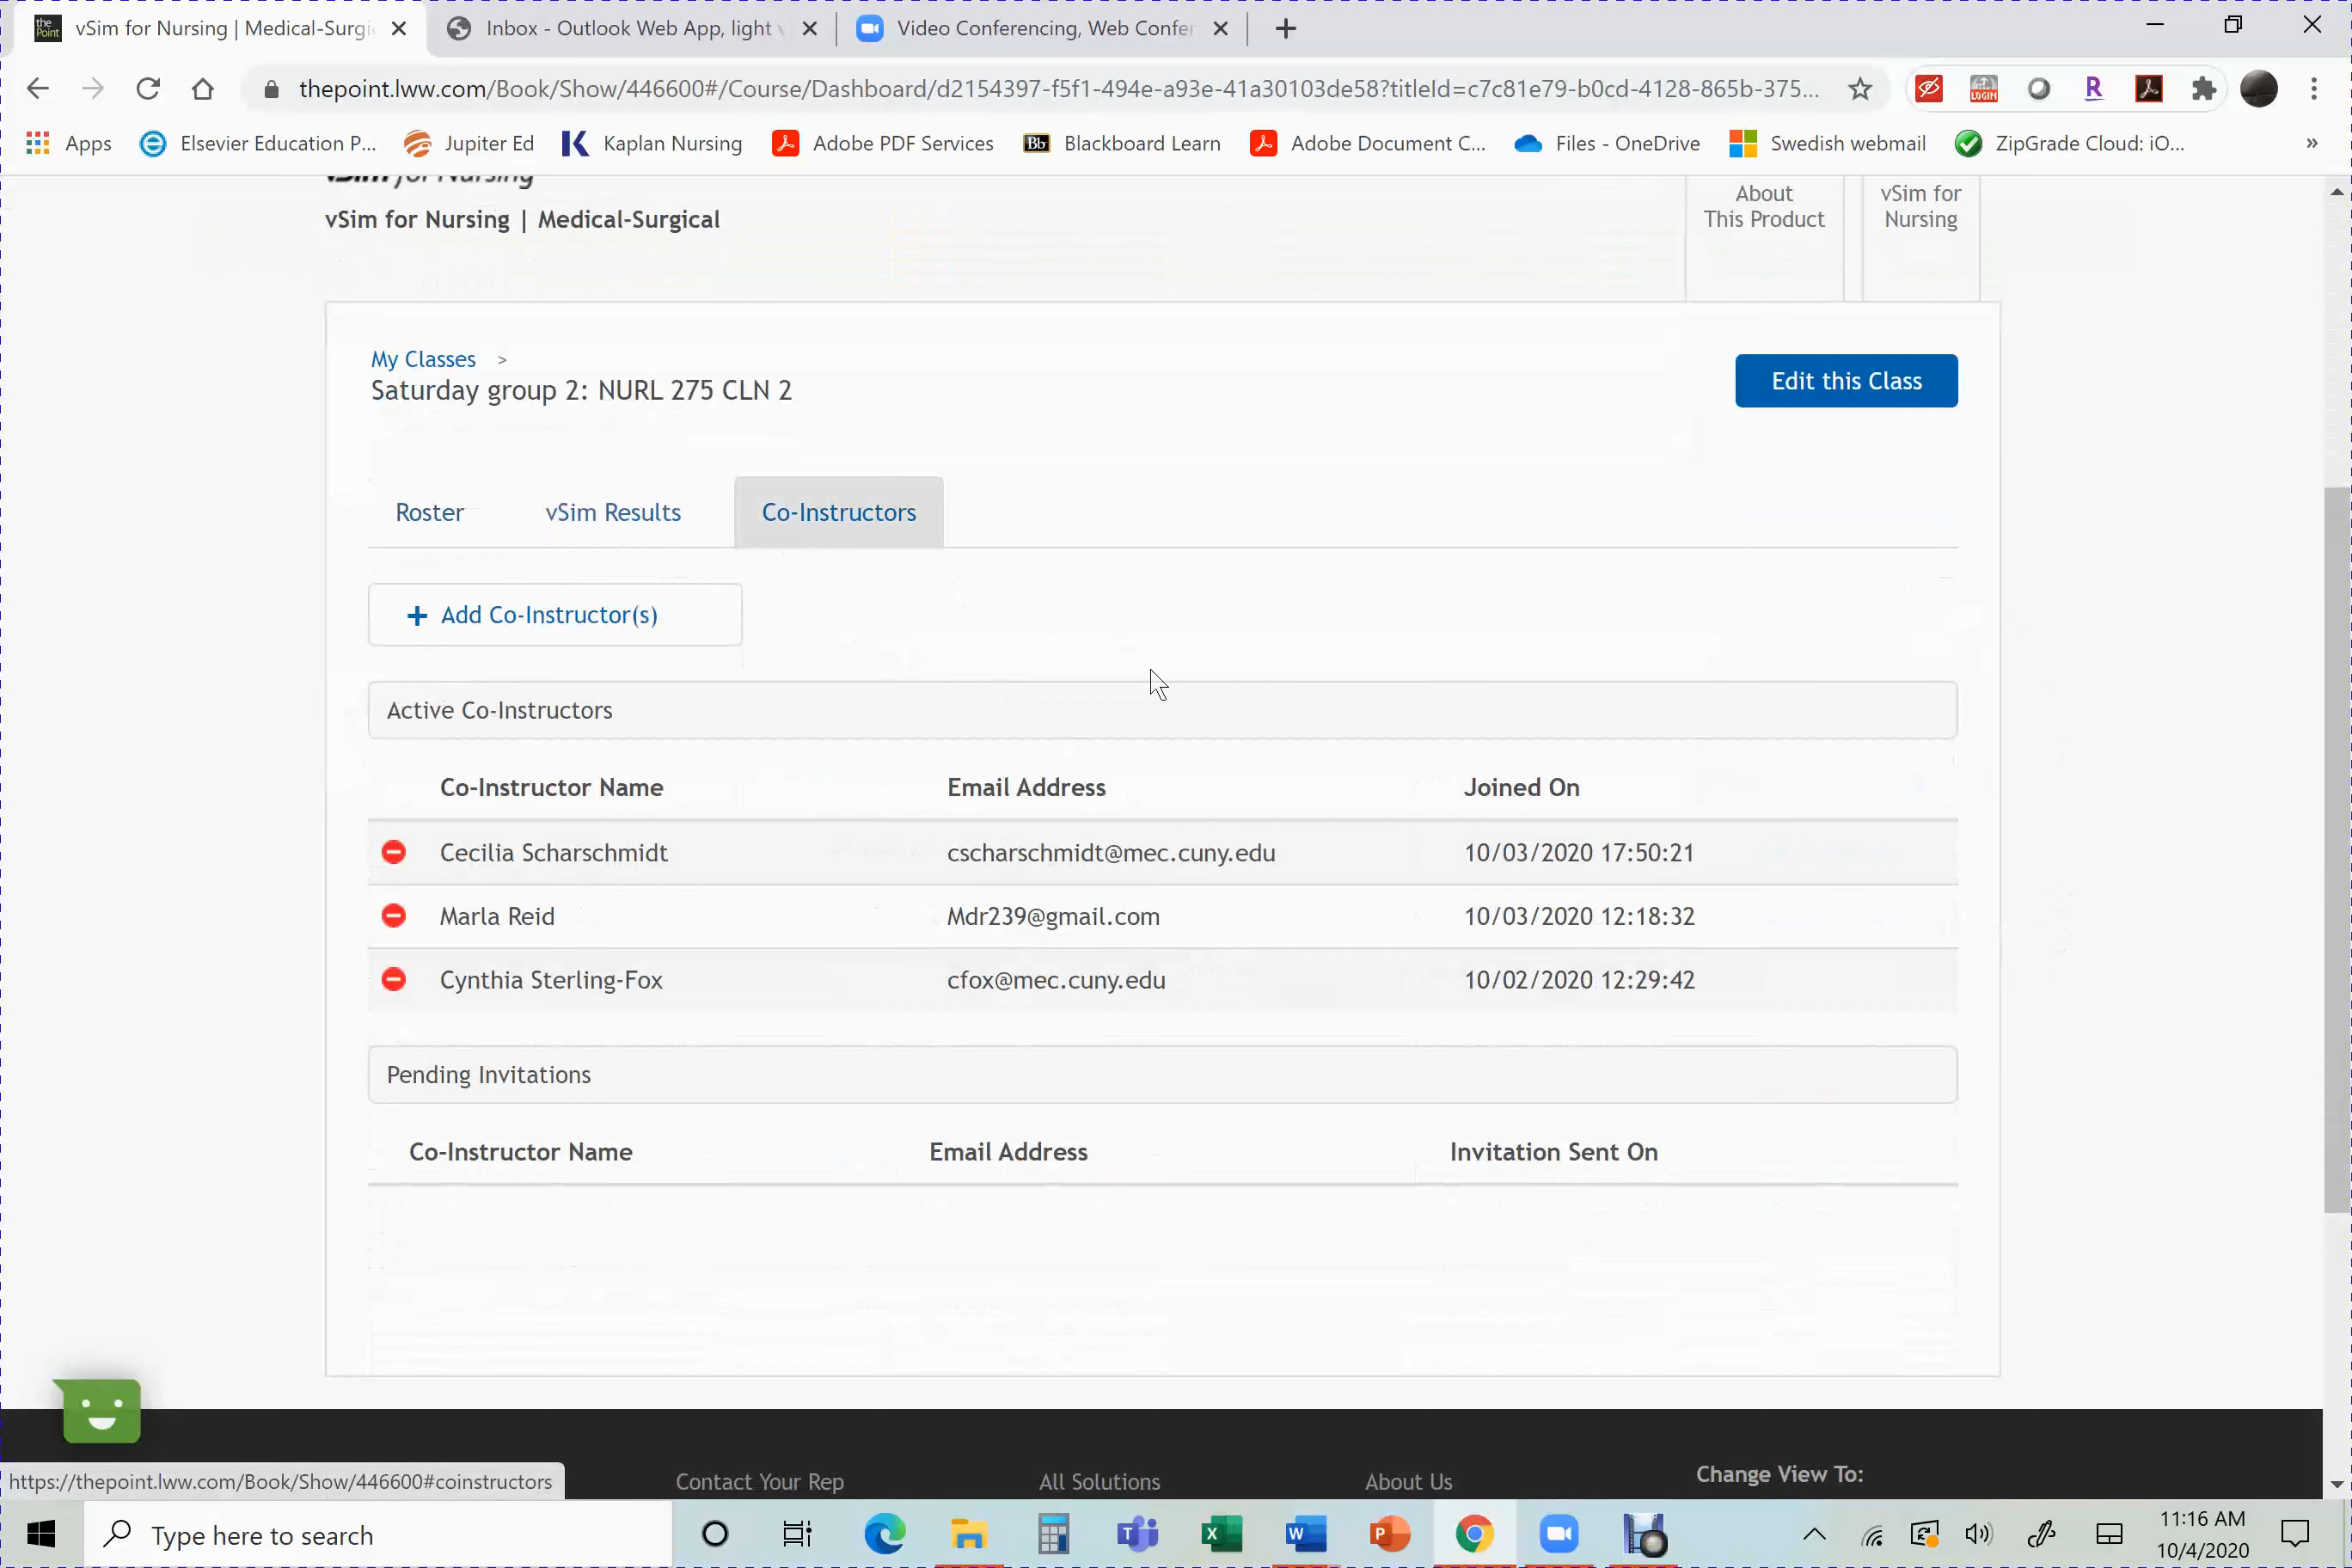 the Point
vSim for Nursing | Medical-Surgi
Inbox - Outlook Web App, light v
Video Conferencing, Web Confer
thepoint.lww.com/Book/Show/446600#/Course/Dashboard/d2154397-f5f1-494e-a93e-41a30103de58?titleId=c7c81e79-b0cd-4128-865b-375...
LOGIN
R
Apps
Elsevier Education P...
Jupiter Ed
Kaplan Nursing
Adobe PDF Services
Bb
Blackboard Learn
Adobe Document C...
Files - OneDrive
Swedish webmail
ZipGrade Cloud: iO...
»
vSim for Nursing
vSim for Nursing | Medical-Surgical
About
This Product
vSim for
Nursing
My Classes >
Saturday group 2: NURL 275 CLN 2
Edit this Class
Roster
vSim Results
Co-Instructors
+ Add Co-Instructor(s)
Active Co-Instructors
Co-Instructor Name Email Address Joined On
Cecilia Scharschmidt cscharschmidt@mec.cuny.edu 10/03/2020 17:50:21
Marla Reid Mdr239@gmail.com 10/03/2020 12:18:32
Cynthia Sterling-Fox cfox@mec.cuny.edu 10/02/2020 12:29:42
Pending Invitations
Co-Instructor Name Email Address Invitation Sent On
https://thepoint.lww.com/Book/Show/446600#coinstructors
Contact Your Rep
All Solutions
About Us
Change View To:
Type here to search
11:16 AM
10/4/2020